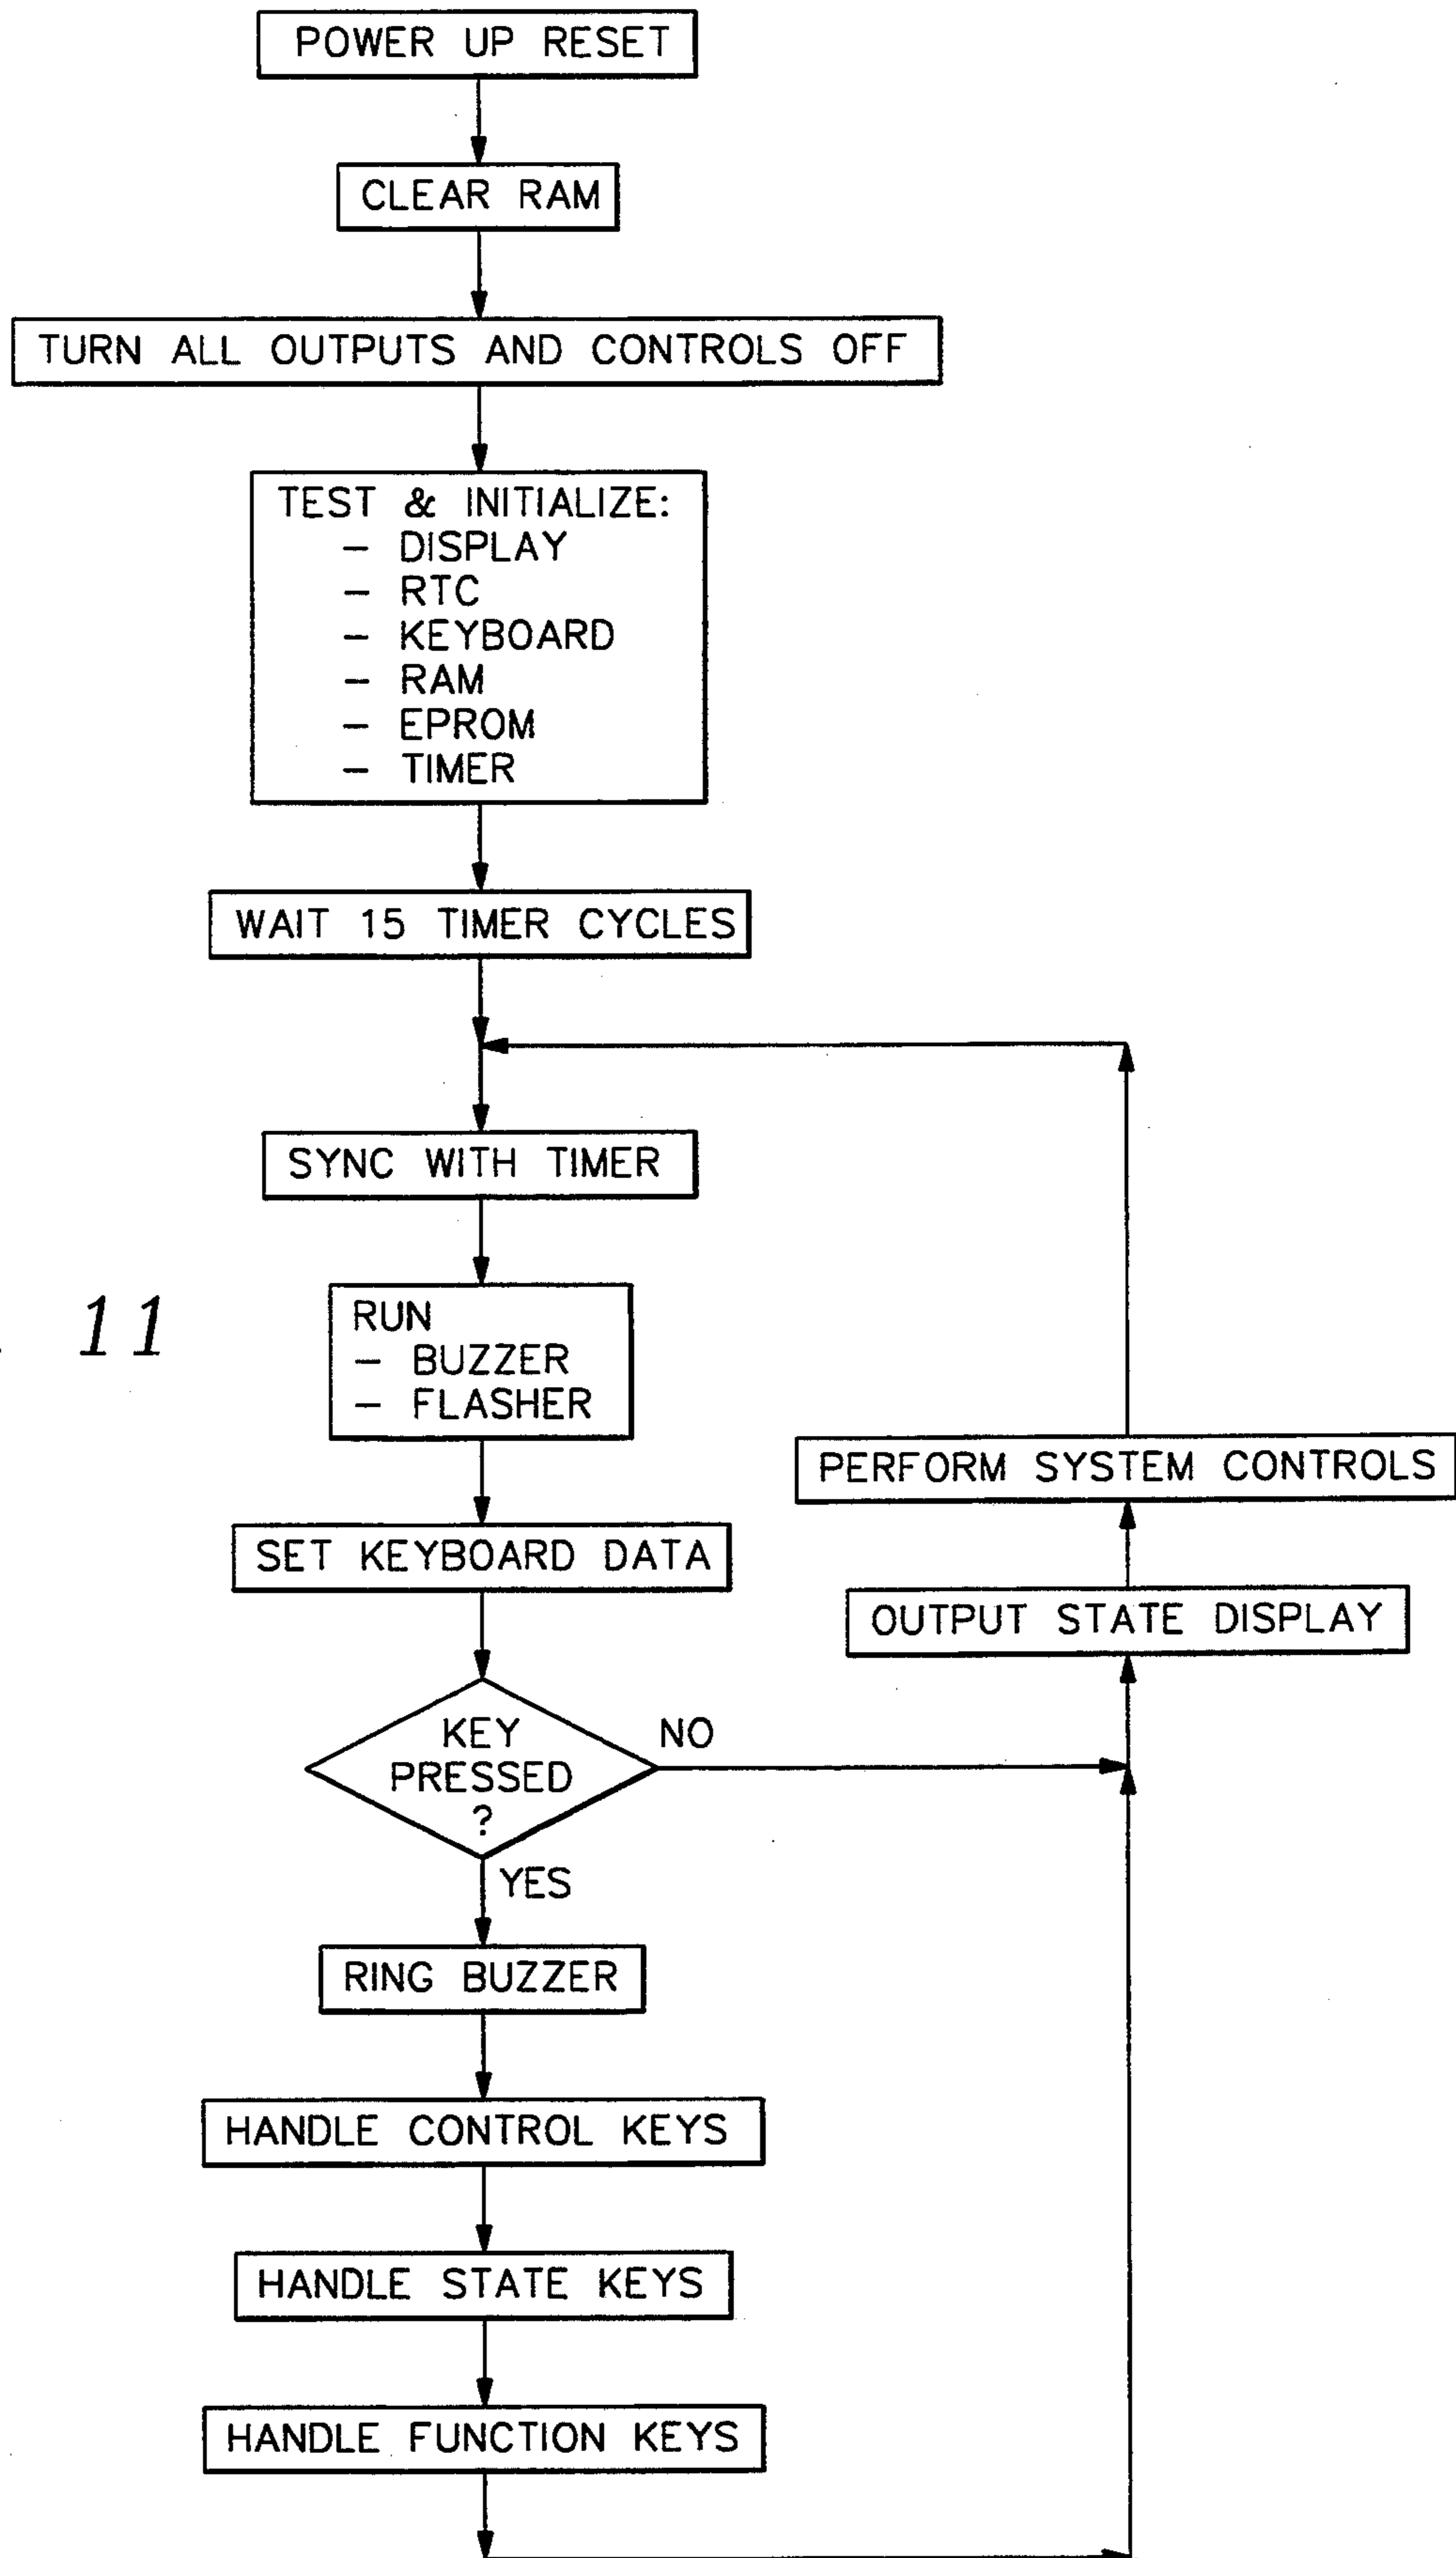 POWER UP RESET
CLEAR RAM
TURN ALL OUTPUTS AND CONTROLS OFF
TEST & INITIALIZE:
– DISPLAY
– RTC
– KEYBOARD
– RAM
– EPROM
– TIMER
WAIT 15 TIMER CYCLES
SYNC WITH TIMER
11
RUN
– BUZZER
– FLASHER
PERFORM SYSTEM CONTROLS
SET KEYBOARD DATA
OUTPUT STATE DISPLAY
KEY
PRESSED
?
NO
YES
RING BUZZER
HANDLE CONTROL KEYS
HANDLE STATE KEYS
HANDLE FUNCTION KEYS